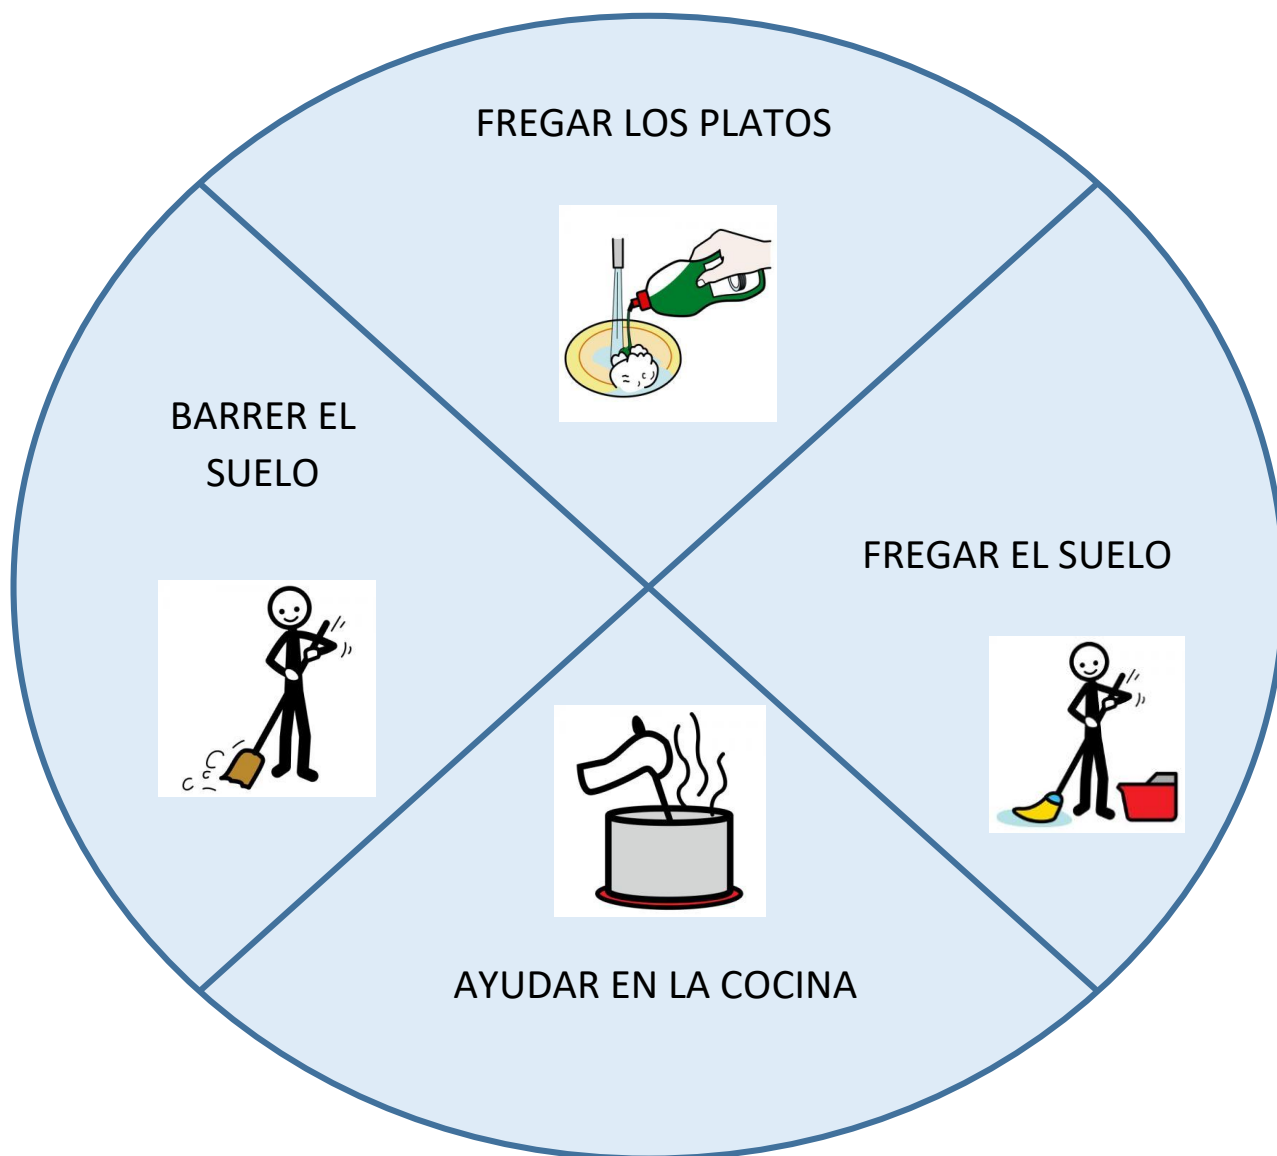 FREGAR LOS PLATOS
BARRER EL
SUELO
FREGAR EL SUELO
AYUDAR EN LA COCINA